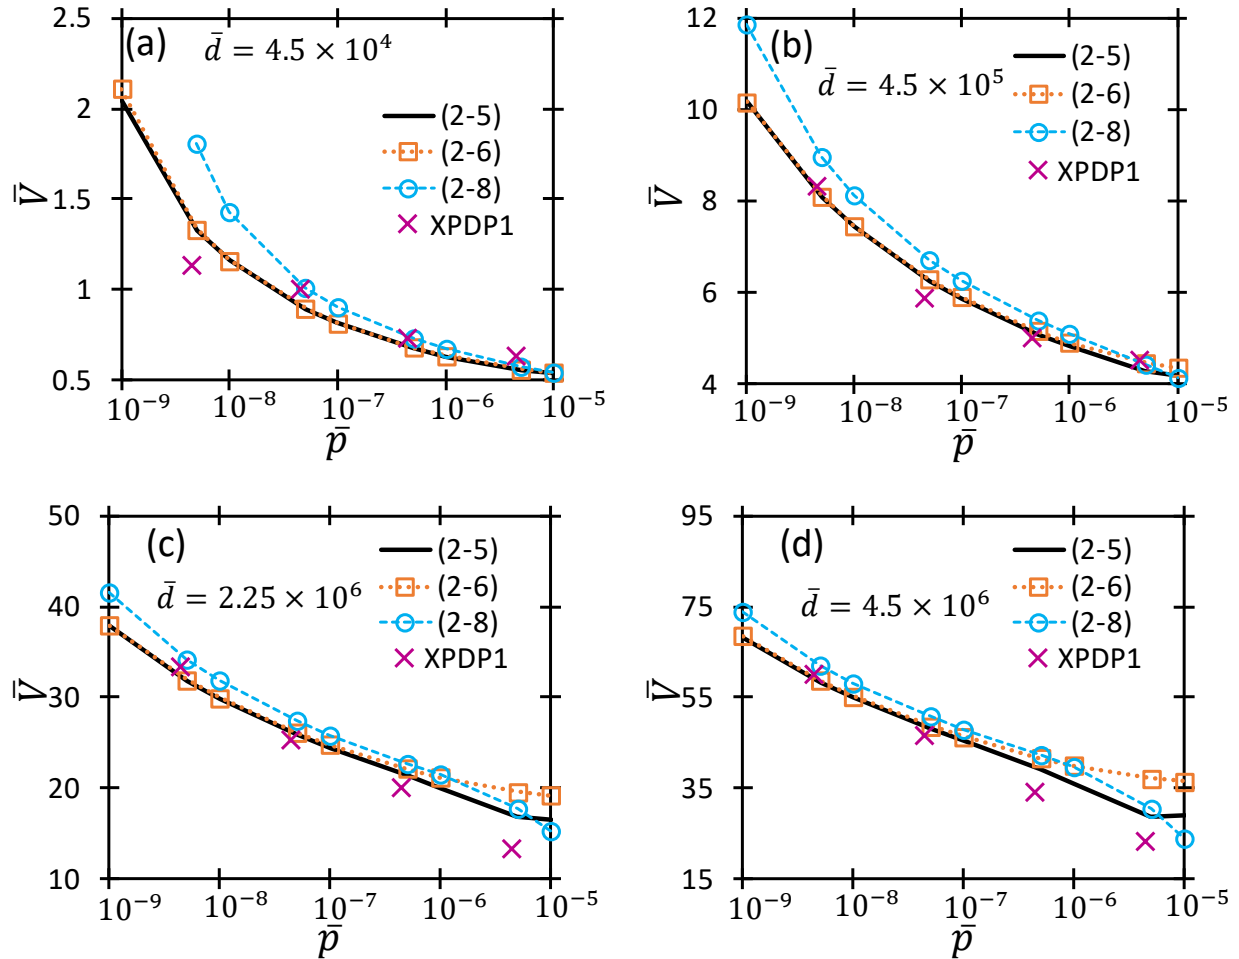 (a)
d̄ = 4.5 × 10⁴
(2-5)
(2-6)
(2-8)
XPDP1
2.5
2
1.5
1
0.5
V̄
10⁻⁹ 10⁻⁸ 10⁻⁷ 10⁻⁶ 10⁻⁵
p̄
(b)
d̄ = 4.5 × 10⁵
(2-5)
(2-6)
(2-8)
XPDP1
12
10
8
6
4
V̄
10⁻⁹ 10⁻⁸ 10⁻⁷ 10⁻⁶ 10⁻⁵
p̄
(c)
d̄ = 2.25 × 10⁶
(2-5)
(2-6)
(2-8)
XPDP1
50
40
30
20
10
V̄
10⁻⁹ 10⁻⁸ 10⁻⁷ 10⁻⁶ 10⁻⁵
p̄
(d)
d̄ = 4.5 × 10⁶
(2-5)
(2-6)
(2-8)
XPDP1
95
75
55
35
15
V̄
10⁻⁹ 10⁻⁸ 10⁻⁷ 10⁻⁶ 10⁻⁵
p̄